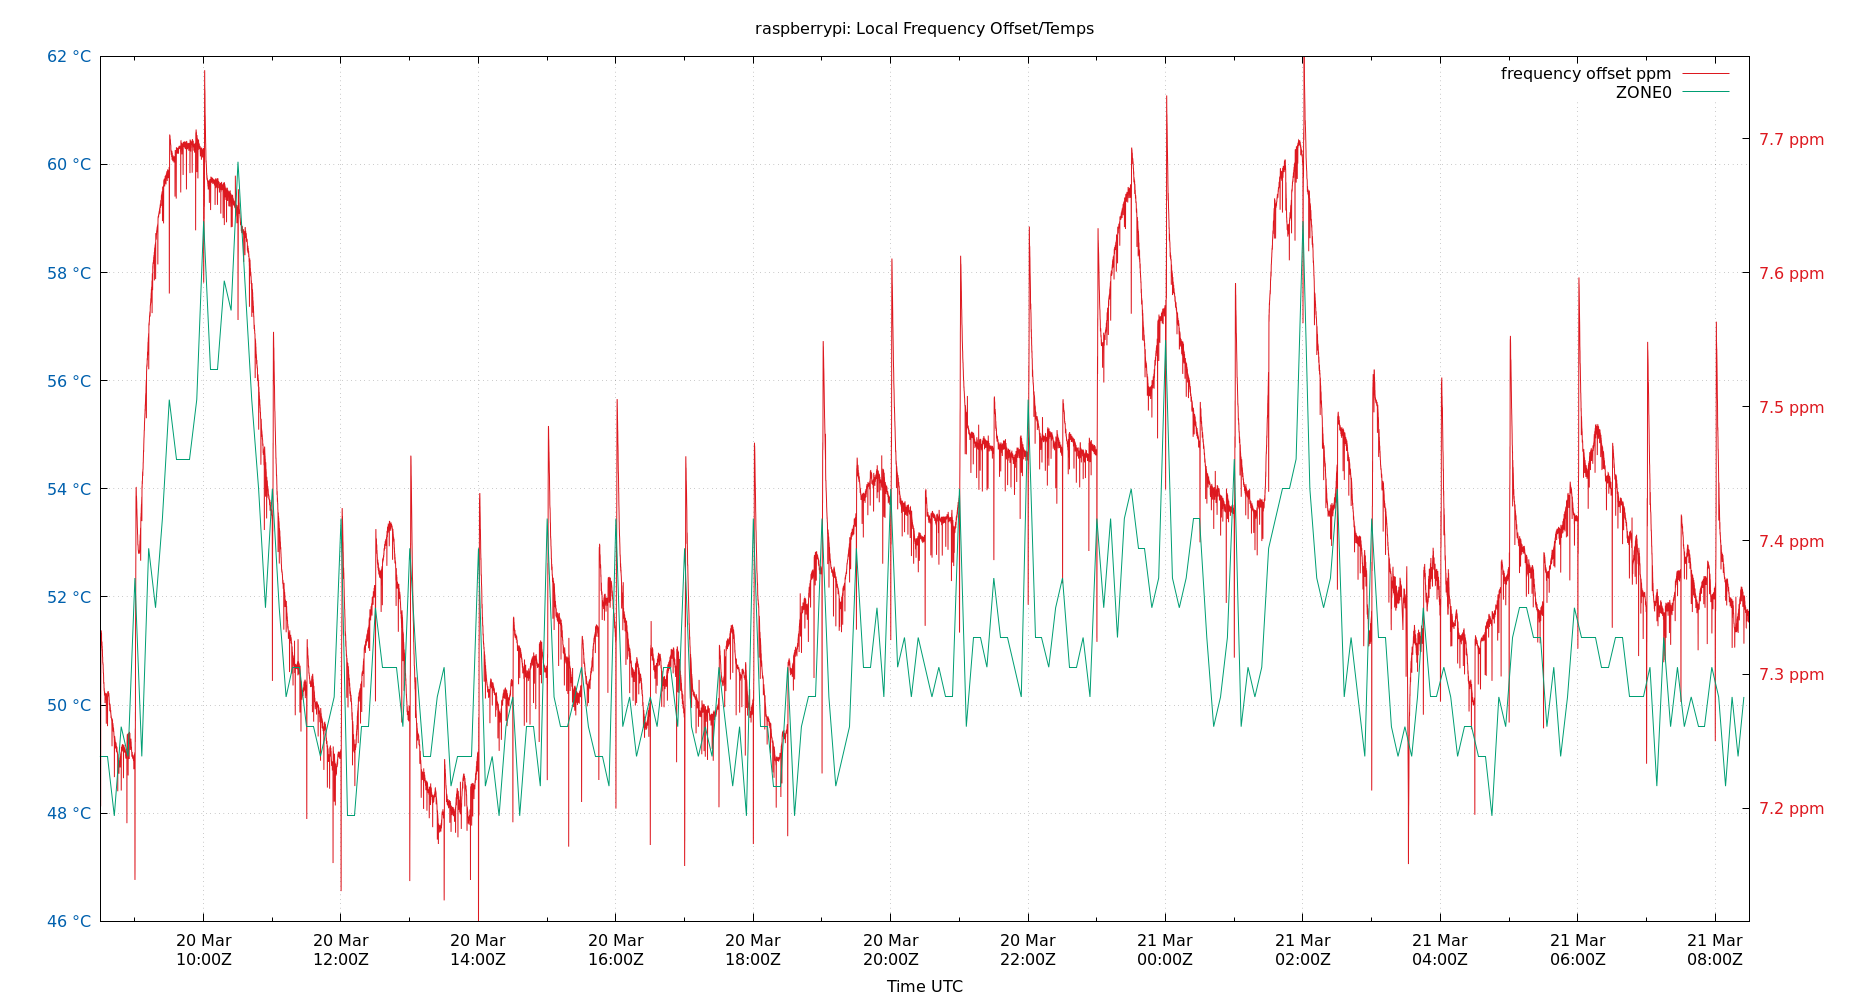 raspberrypi: Local Frequency Offset/Temps
frequency offset ppm
ZONE0
62 °C
60 °C
58 °C
56 °C
54 °C
52 °C
50 °C
48 °C
46 °C
7.7 ppm
7.6 ppm
7.5 ppm
7.4 ppm
7.3 ppm
7.2 ppm
20 Mar 20 Mar 20 Mar 20 Mar 20 Mar 20 Mar 20 Mar 21 Mar 21 Mar 21 Mar 21 Mar 21 Mar
10:00Z 12:00Z 14:00Z 16:00Z 18:00Z 20:00Z 22:00Z 00:00Z 02:00Z 04:00Z 06:00Z 08:00Z
Time UTC